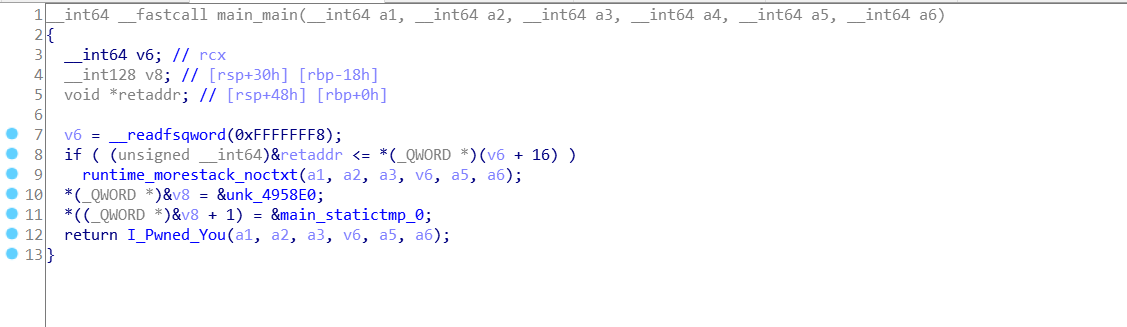 1 __int64 __fastcall main_main(__int64 a1, __int64 a2, __int64 a3, __int64 a4, __int64 a5, __int64 a6)
2 {
3   __int64 v6; // rcx
4   __int128 v8; // [rsp+30h] [rbp-18h]
5   void *retaddr; // [rsp+48h] [rbp+0h]
6
7   v6 = __readfsqword(0xFFFFFFF8);
8   if ( (unsigned __int64)&retaddr <= *(_QWORD *)(v6 + 16) )
9     runtime_morestack_noctxt(a1, a2, a3, v6, a5, a6);
10   *(_QWORD *)&v8 = &unk_4958E0;
11   *((_QWORD *)&v8 + 1) = &main_statictmp_0;
12   return I_Pwned_You(a1, a2, a3, v6, a5, a6);
13 }